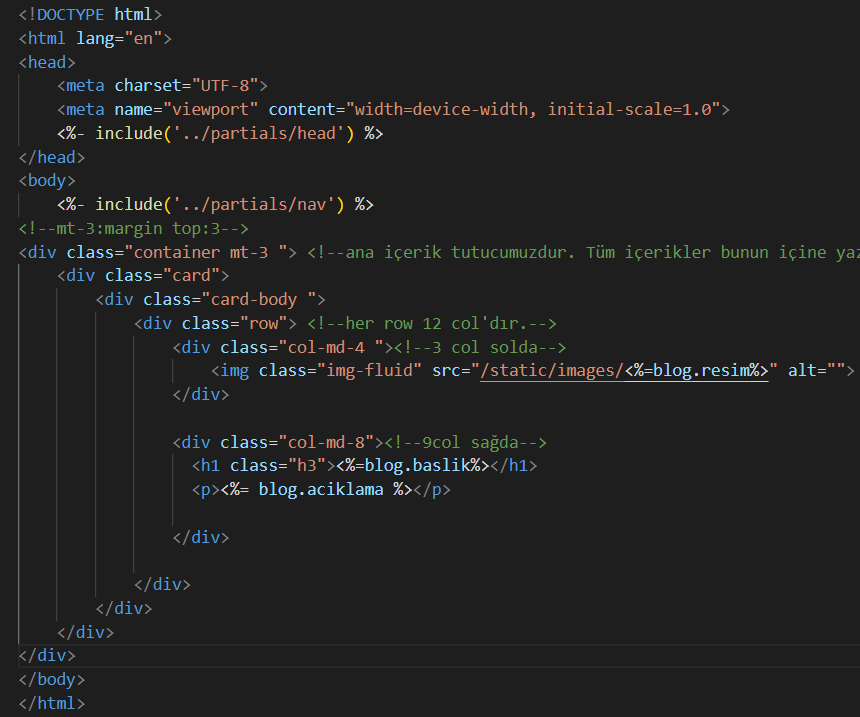 <!DOCTYPE html>
<html lang="en">
<head>
    <meta charset="UTF-8">
    <meta name="viewport" content="width=device-width, initial-scale=1.0">
    <%- include('../partials/head') %>
</head>
<body>
    <%- include('../partials/nav') %>
<!--mt-3:margin top:3-->
<div class="container mt-3 "> <!--ana içerik tutucumuzdur. Tüm içerikler bunun içine
    <div class="card">
        <div class="card-body ">
            <div class="row"> <!--her row 12 col'dır.-->
                <div class="col-md-4 "><!--3 col solda-->
                    <img class="img-fluid" src="/static/images/<%=blog.resim%>" alt="">
                </div>

                <div class="col-md-8"><!--9col sağda-->
                  <h1 class="h3"><%=blog.baslik%></h1>
                  <p><%= blog.aciklama %></p>

                </div>

            </div>
        </div>
    </div>
</div>
</body>
</html>